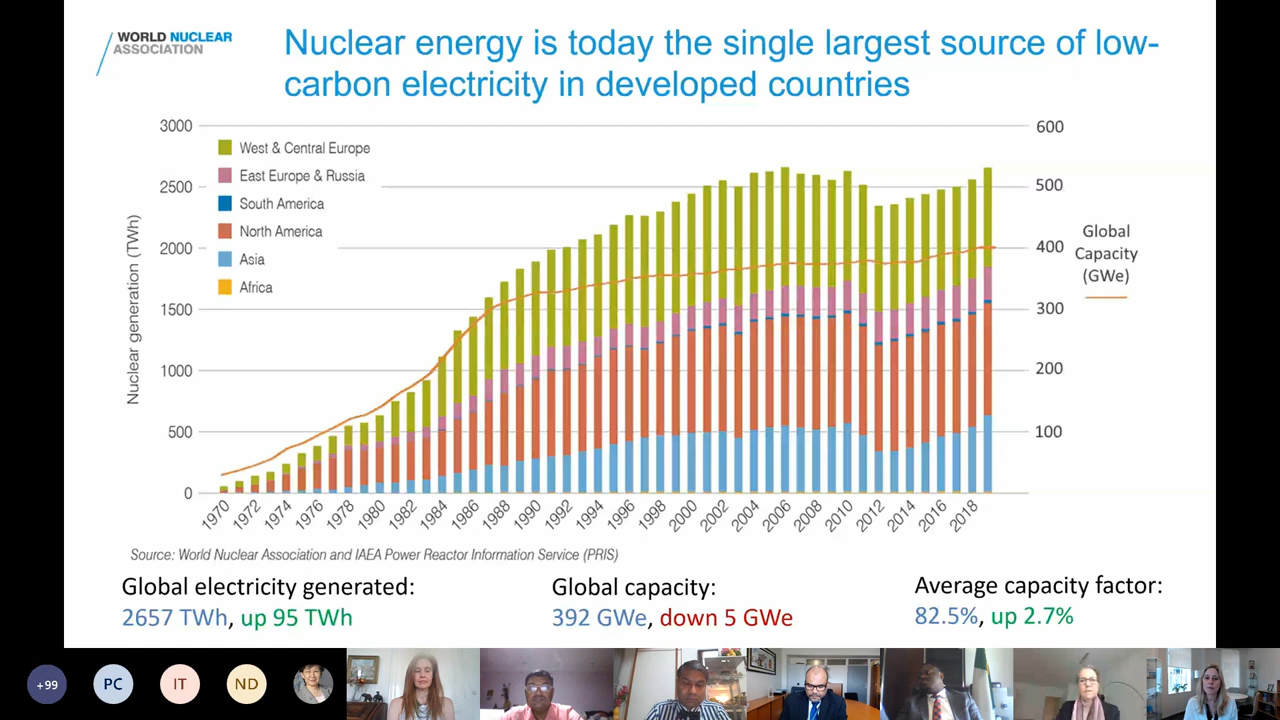 WORLD NUCLEAR
ASSOCIATION
Nuclear energy is today the single largest source of low-
carbon electricity in developed countries
3000
2500
2000
1500
1000
500
0
Nuclear generation (TWh)
West & Central Europe
East Europe & Russia
South America
North America
Asia
Africa
600
500
400
300
200
100
Global
Capacity
(GWe)
1970
1972
1974
1976
1978
1980
1982
1984
1986
1988
1990
1992
1994
1996
1998
2000
2002
2004
2006
2008
2010
2012
2014
2016
2018
Source: World Nuclear Association and IAEA Power Reactor Information Service (PRIS)
Global electricity generated:
2657 TWh, up 95 TWh
Global capacity:
392 GWe, down 5 GWe
Average capacity factor:
82.5%, up 2.7%
+99
PC
IT
ND